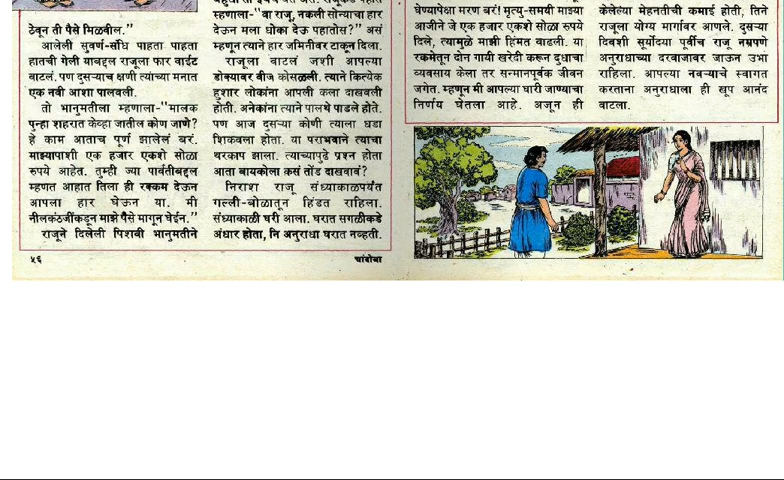 ठेवून ती पैसे मिळवील.”
आलेली सुवर्ण-संधि पाहता पाहता
हातची गेली याबद्दल राजूला फार वाईट
वाटलं. पण दुसऱ्याच क्षणी त्यांच्या मनात
एक नवी आशा पालवली.
तो भानुमतीला म्हणाला-“मालक
पुन्हा शहरात केव्हा जातील कोण जाणे?
हे काम आताच पूर्ण झालेलं बरं.
माझ्यापाशी एक हजार एकशे सोळा
रुपये आहेत. तुम्ही ज्या पार्वतीबद्दल
म्हणत आहात तिला ही रक्कम देऊन
आपला हार घेऊन या. मी
नीलकंठजींकडून माझे पैसे मागून घेईन.”
राजूने दिलेली पिशवी भानुमतीने
म्हणाला-“वा राजू, नकली सोन्याचा हार
देऊन मला धोका देऊ पहातोस?” असं
म्हणून त्याने हार जमिनीवर टाकून दिला.
राजूला वाटलं जशी आपल्या
डोक्यावर वीज कोसळली. त्याने कित्येक
हुशार लोकांना आपली कला दाखवली
होती. अनेकांना त्याने पालथे पाडले होते.
पण आज दुसऱ्या कोणी त्याला धडा
शिकवला होता. या पराभवाने त्याचा
थरकाप झाला. त्याच्यापुढे प्रश्न होता
आता बायकोला कसं तोंड दाखवावं?
निराश राजू संध्याकाळपर्यंत
गल्ली-बोळातून हिंडत राहिला.
संध्याकाळी घरी आला. घरात सगळीकडे
अंधार होता, नि अनुराधा घरात नव्हती.
५६
चांदोबा
घेण्यापेक्षा मरण बरं! मृत्यु-समयी माझ्या
आजीने जे एक हजार एकशे सोळा रुपये
दिले, त्यामुळे माझी हिंमत वाढली. या
रकमेतून दोन गायी खरेदी करून दुधाचा
व्यवसाय केला तर सन्मानपूर्वक जीवन
जगेत. म्हणून मी आपल्या घारी जाण्याचा
निर्णय घेतला आहे. अजून ही
केलेल्या मेहनतीची कमाई होती, तिने
राजूला योग्य मार्गावर आणले. दुसऱ्या
दिवशी सूर्योदया पूर्वीच राजू नम्रपणे
अनुराधाच्या दरवाजावर जाऊन उभा
राहिला. आपल्या नवऱ्याचे स्वागत
करताना अनुराधाला ही खूप आनंद
वाटला.